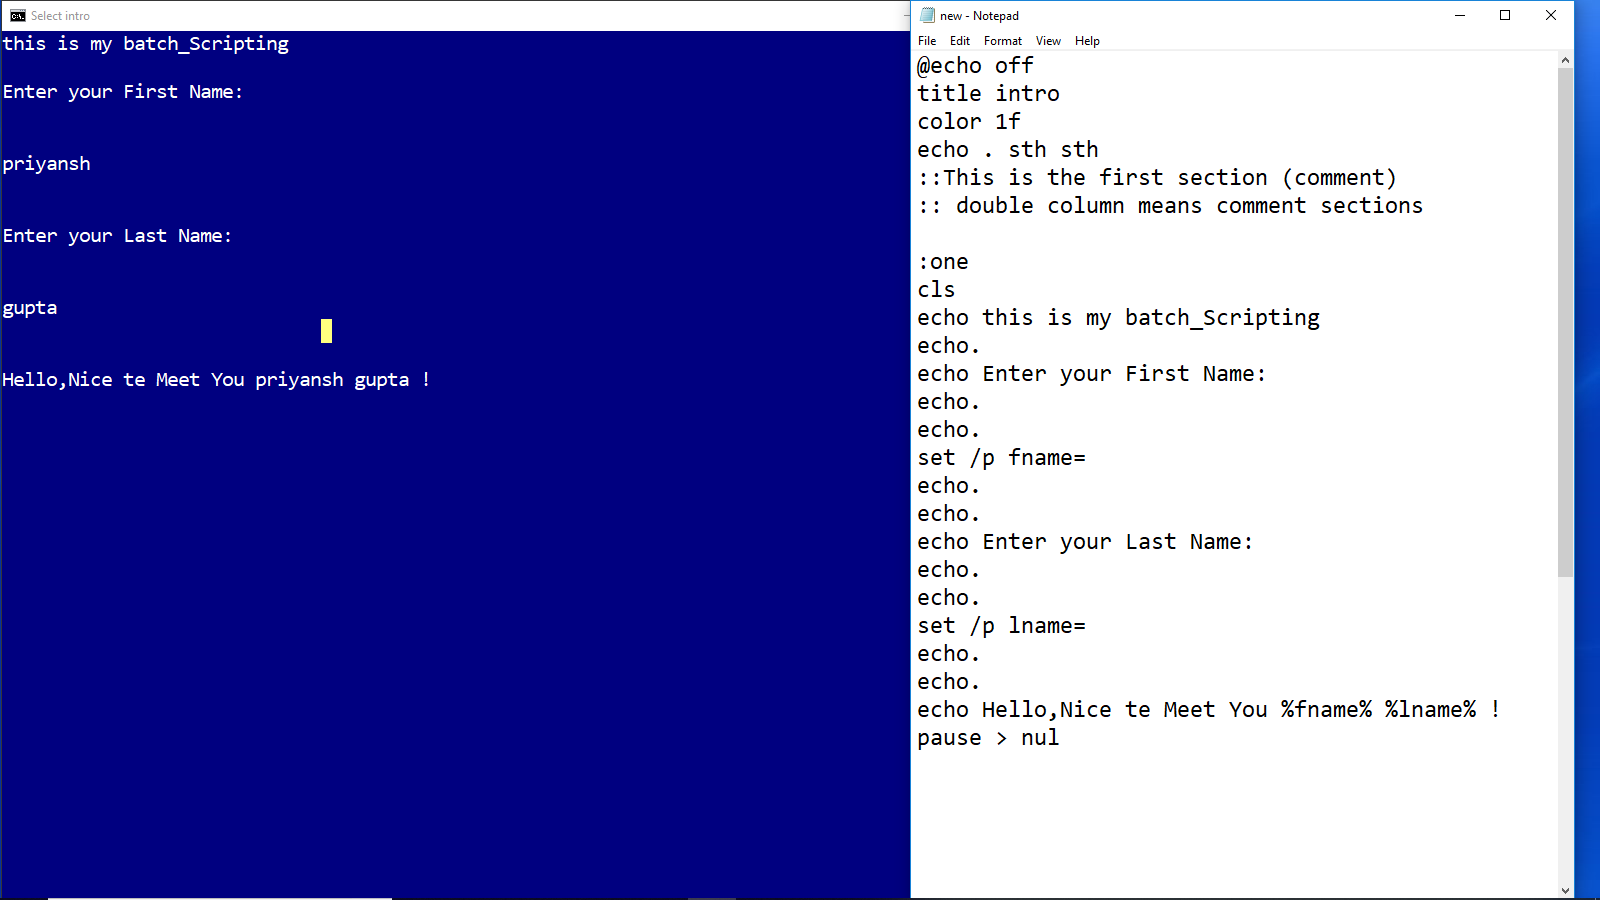 Select intro
this is my batch_Scripting
Enter your First Name:
priyansh
Enter your Last Name:
gupta
Hello,Nice te Meet You priyansh gupta !
new - Notepad
File Edit Format View Help
@echo off
title intro
color 1f
echo . sth sth
::This is the first section (comment)
:: double column means comment sections
:one
cls
echo this is my batch_Scripting
echo.
echo Enter your First Name:
echo.
echo.
set /p fname=
echo.
echo.
echo Enter your Last Name:
echo.
echo.
set /p lname=
echo.
echo.
echo Hello,Nice te Meet You %fname% %lname% !
pause > nul